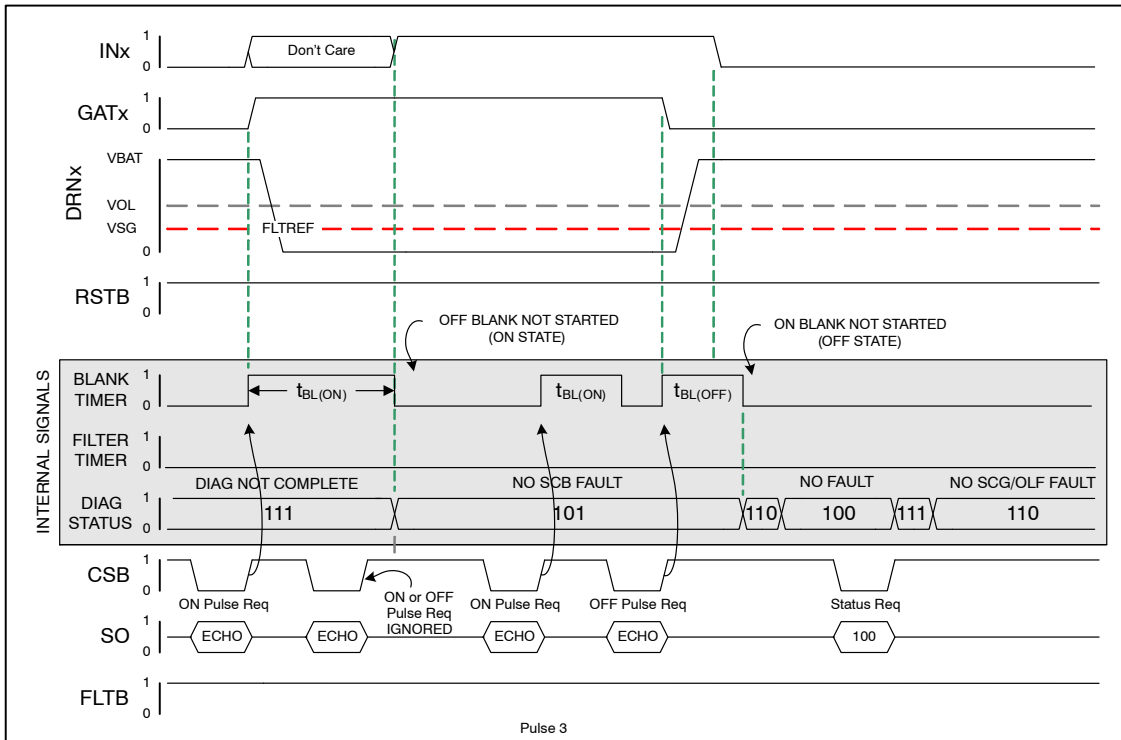 INx
1
0
Don't Care
GATx
1
0
DRNx
VBAT
VOL
VSG
0
FLTREF
RSTB
1
0
OFF BLANK NOT STARTED
(ON STATE)
ON BLANK NOT STARTED
(OFF STATE)
INTERNAL SIGNALS
BLANK
TIMER
1
0
tBL(ON)
tBL(ON)
tBL(OFF)
FILTER
TIMER
1
0
DIAG NOT COMPLETE
NO SCB FAULT
NO FAULT
NO SCG/OLF FAULT
DIAG
STATUS
1
0
111
101
110
100
111
110
CSB
1
0
ON Pulse Req
ON or OFF
Pulse Req
IGNORED
ON Pulse Req
OFF Pulse Req
Status Req
SO
1
0
ECHO
ECHO
ECHO
ECHO
100
FLTB
1
0
Pulse 3